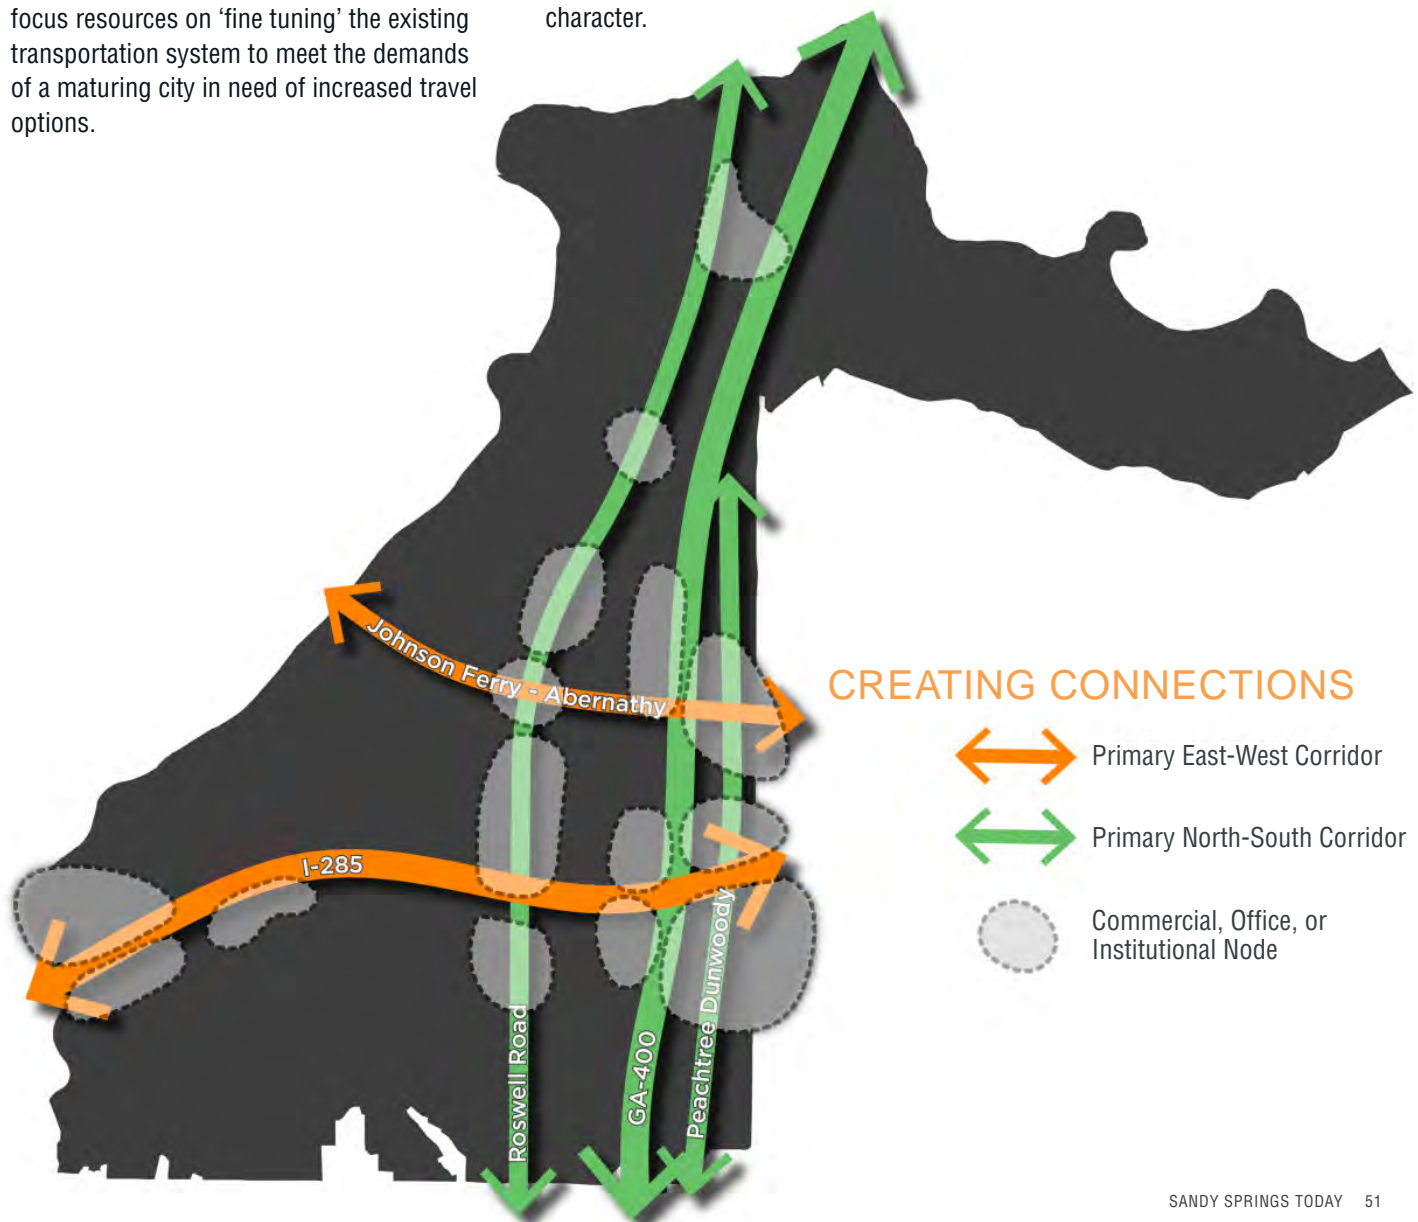 focus resources on ‘fine tuning’ the existing
transportation system to meet the demands
of a maturing city in need of increased travel
options.
character.
Johnson Ferry - Abernathy
I-285
Roswell Road
GA-400
Peachtree Dunwoody
CREATING CONNECTIONS
Primary East-West Corridor
Primary North-South Corridor
Commercial, Office, or
Institutional Node
SANDY SPRINGS TODAY 51